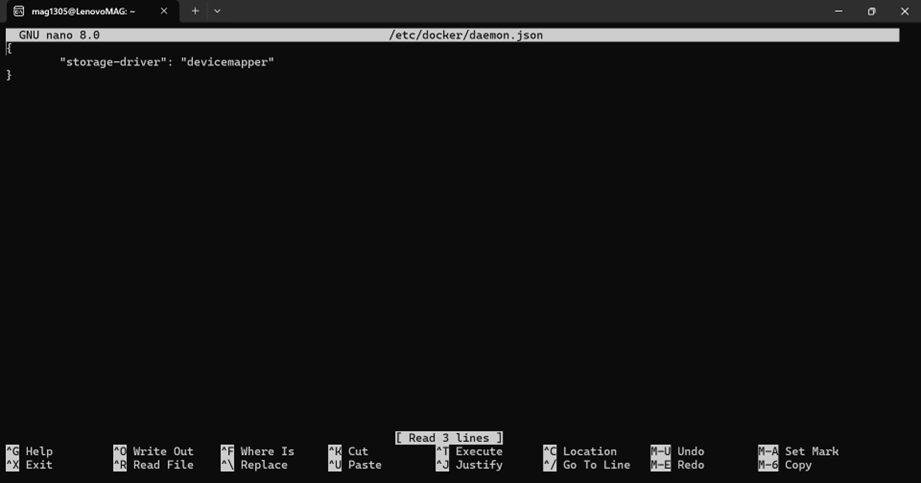 mag1305@LenovoMAG: ~
GNU nano 8.0 /etc/docker/daemon.json
{
"storage-driver": "devicemapper"
}
[ Read 3 lines ]
^G Help ^O Write Out ^F Where Is ^K Cut ^T Execute ^C Location M-U Undo M-A Set Mark
^X Exit ^R Read File ^\ Replace ^U Paste ^J Justify ^/ Go To Line M-E Redo M-6 Copy